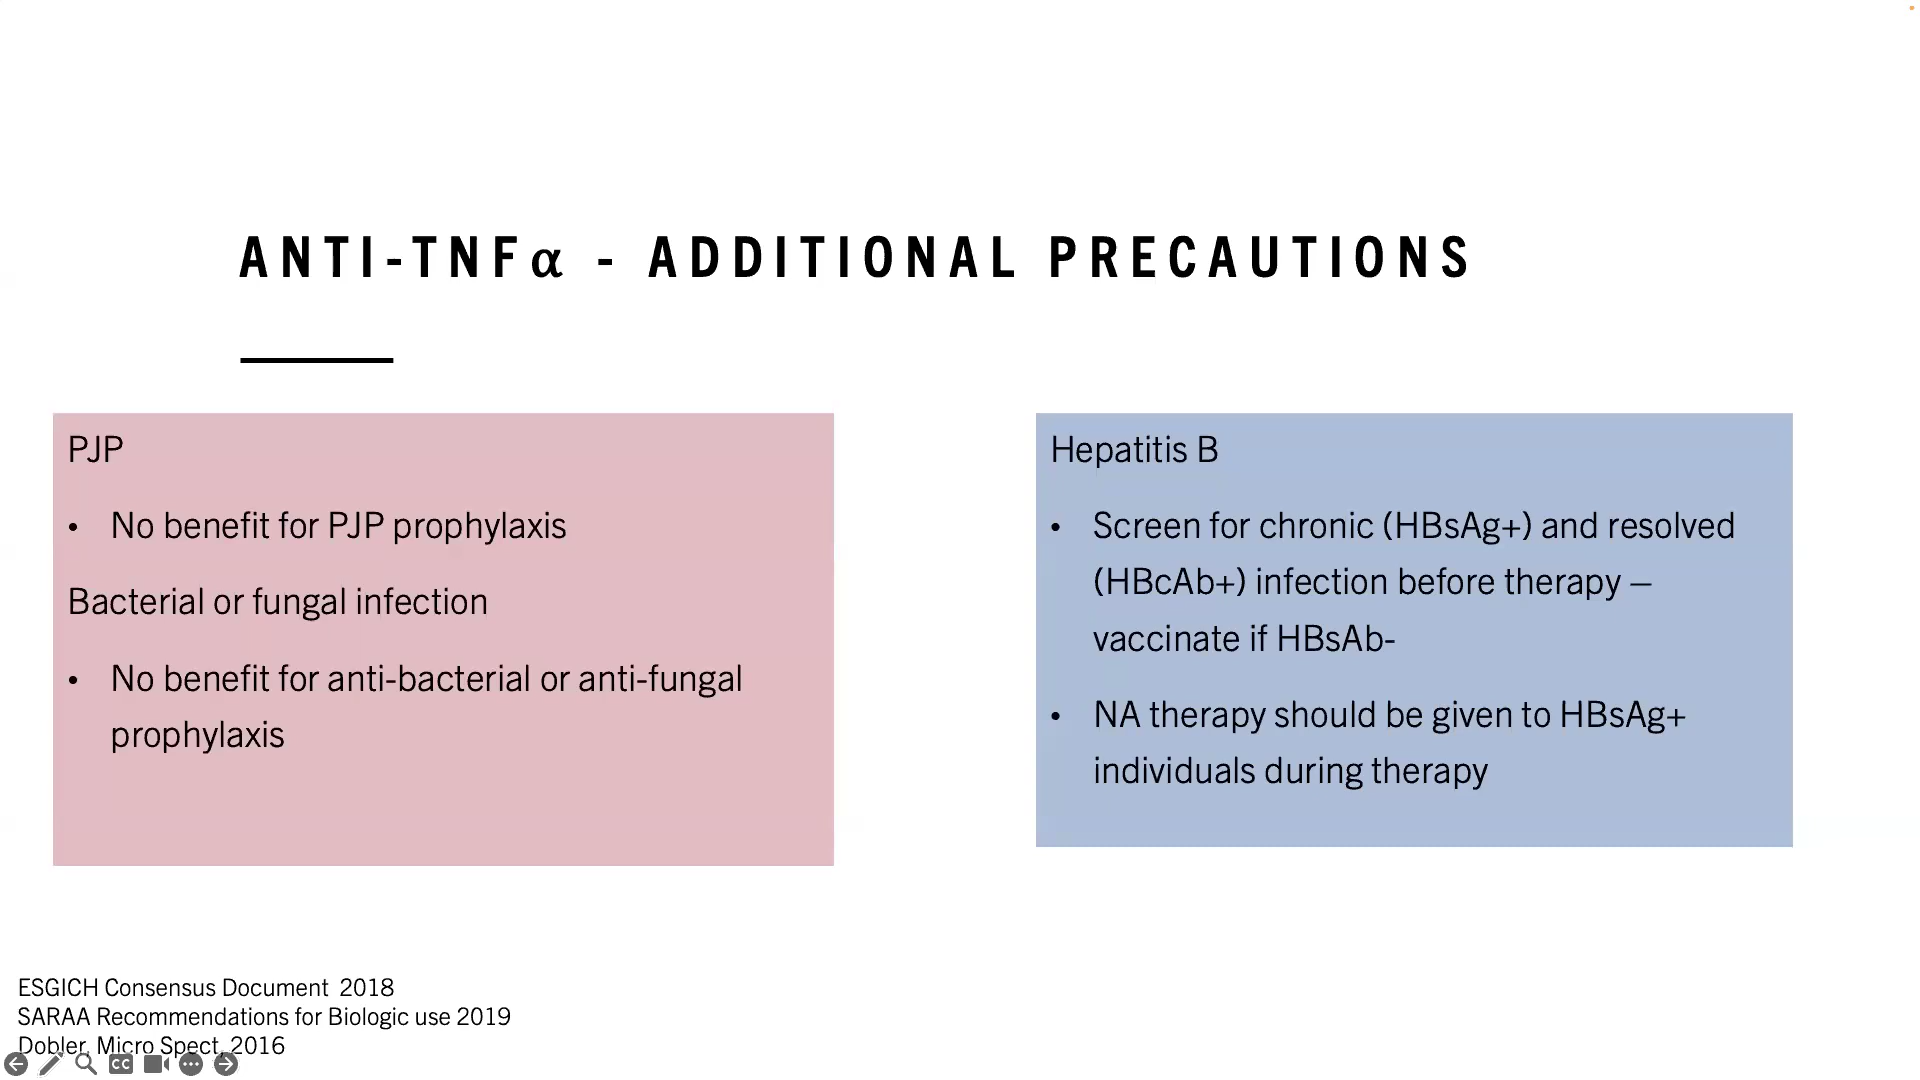 ANTI-TNFα - ADDITIONAL PRECAUTIONS
PJP
• No benefit for PJP prophylaxis
Bacterial or fungal infection
• No benefit for anti-bacterial or anti-fungal
prophylaxis
Hepatitis B
• Screen for chronic (HBsAg+) and resolved
(HBcAb+) infection before therapy –
vaccinate if HBsAb-
• NA therapy should be given to HBsAg+
individuals during therapy
ESGICH Consensus Document 2018
SARAA Recommendations for Biologic use 2019
Dobler, Micro Spect, 2016
CC